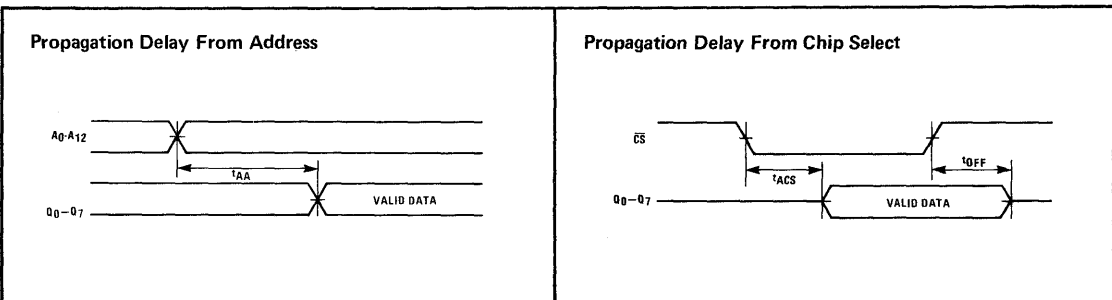 Propagation Delay From Address
A0-A12
tAA
Q0–Q7
VALID DATA
Propagation Delay From Chip Select
C̅S̅
tACS
tOFF
Q0–Q7
VALID DATA